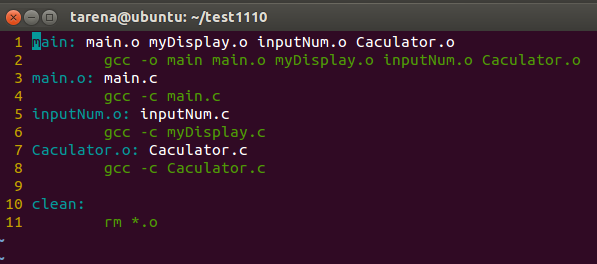 tarena@ubuntu: ~/test1110
1 main: main.o myDisplay.o inputNum.o Caculator.o
2 gcc -o main main.o myDisplay.o inputNum.o Caculator.o
3 main.o: main.c
4 gcc -c main.c
5 inputNum.o: inputNum.c
6 gcc -c myDisplay.c
7 Caculator.o: Caculator.c
8 gcc -c Caculator.c
9
10 clean:
11 rm *.o
~
~